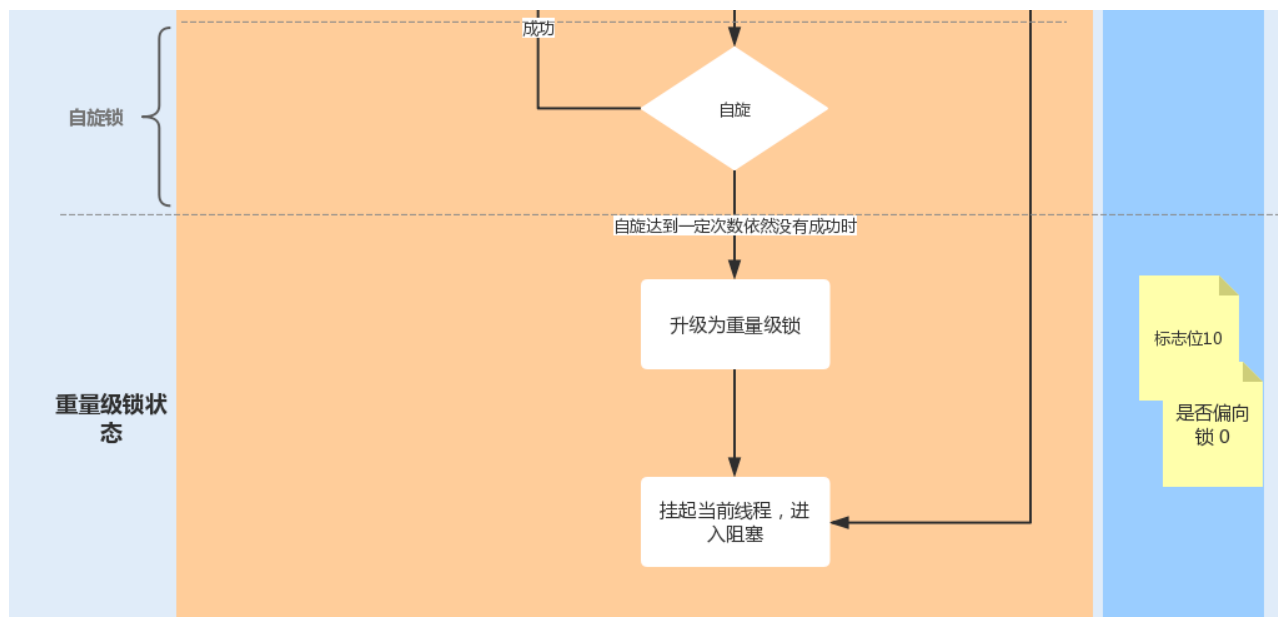 成功
自旋锁
自旋
自旋达到一定次数依然没有成功时
升级为重量级锁
标志位10
重量级锁状
态
是否偏向
锁 0
挂起当前线程，进
入阻塞